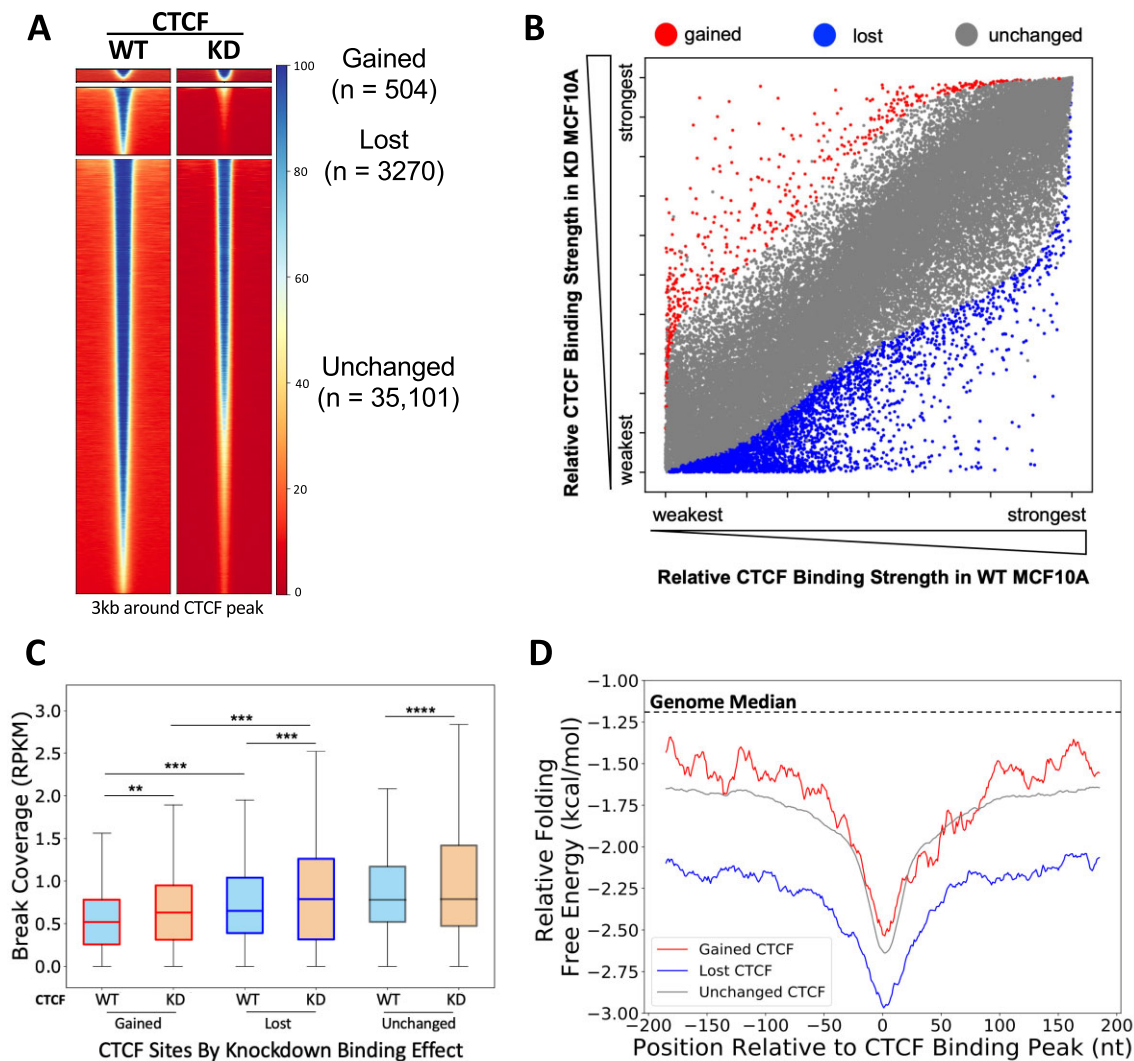 A
CTCF
WT KD
Gained
(n = 504)
Lost
(n = 3270)
Unchanged
(n = 35,101)
100
80
60
40
20
0
3kb around CTCF peak
B
gained lost unchanged
Relative CTCF Binding Strength in KD MCF10A
strongest
weakest
weakest strongest
Relative CTCF Binding Strength in WT MCF10A
C
Break Coverage (RPKM)
3.0
2.5
2.0
1.5
1.0
0.5
0.0
**
***
***
***
****
CTCF WT KD WT KD WT KD
Gained Lost Unchanged
CTCF Sites By Knockdown Binding Effect
D
Relative Folding
Free Energy (kcal/mol)
−1.00
−1.25
−1.50
−1.75
−2.00
−2.25
−2.50
−2.75
−3.00
Genome Median
Gained CTCF
Lost CTCF
Unchanged CTCF
−200 −150 −100 −50 0 50 100 150 200
Position Relative to CTCF Binding Peak (nt)